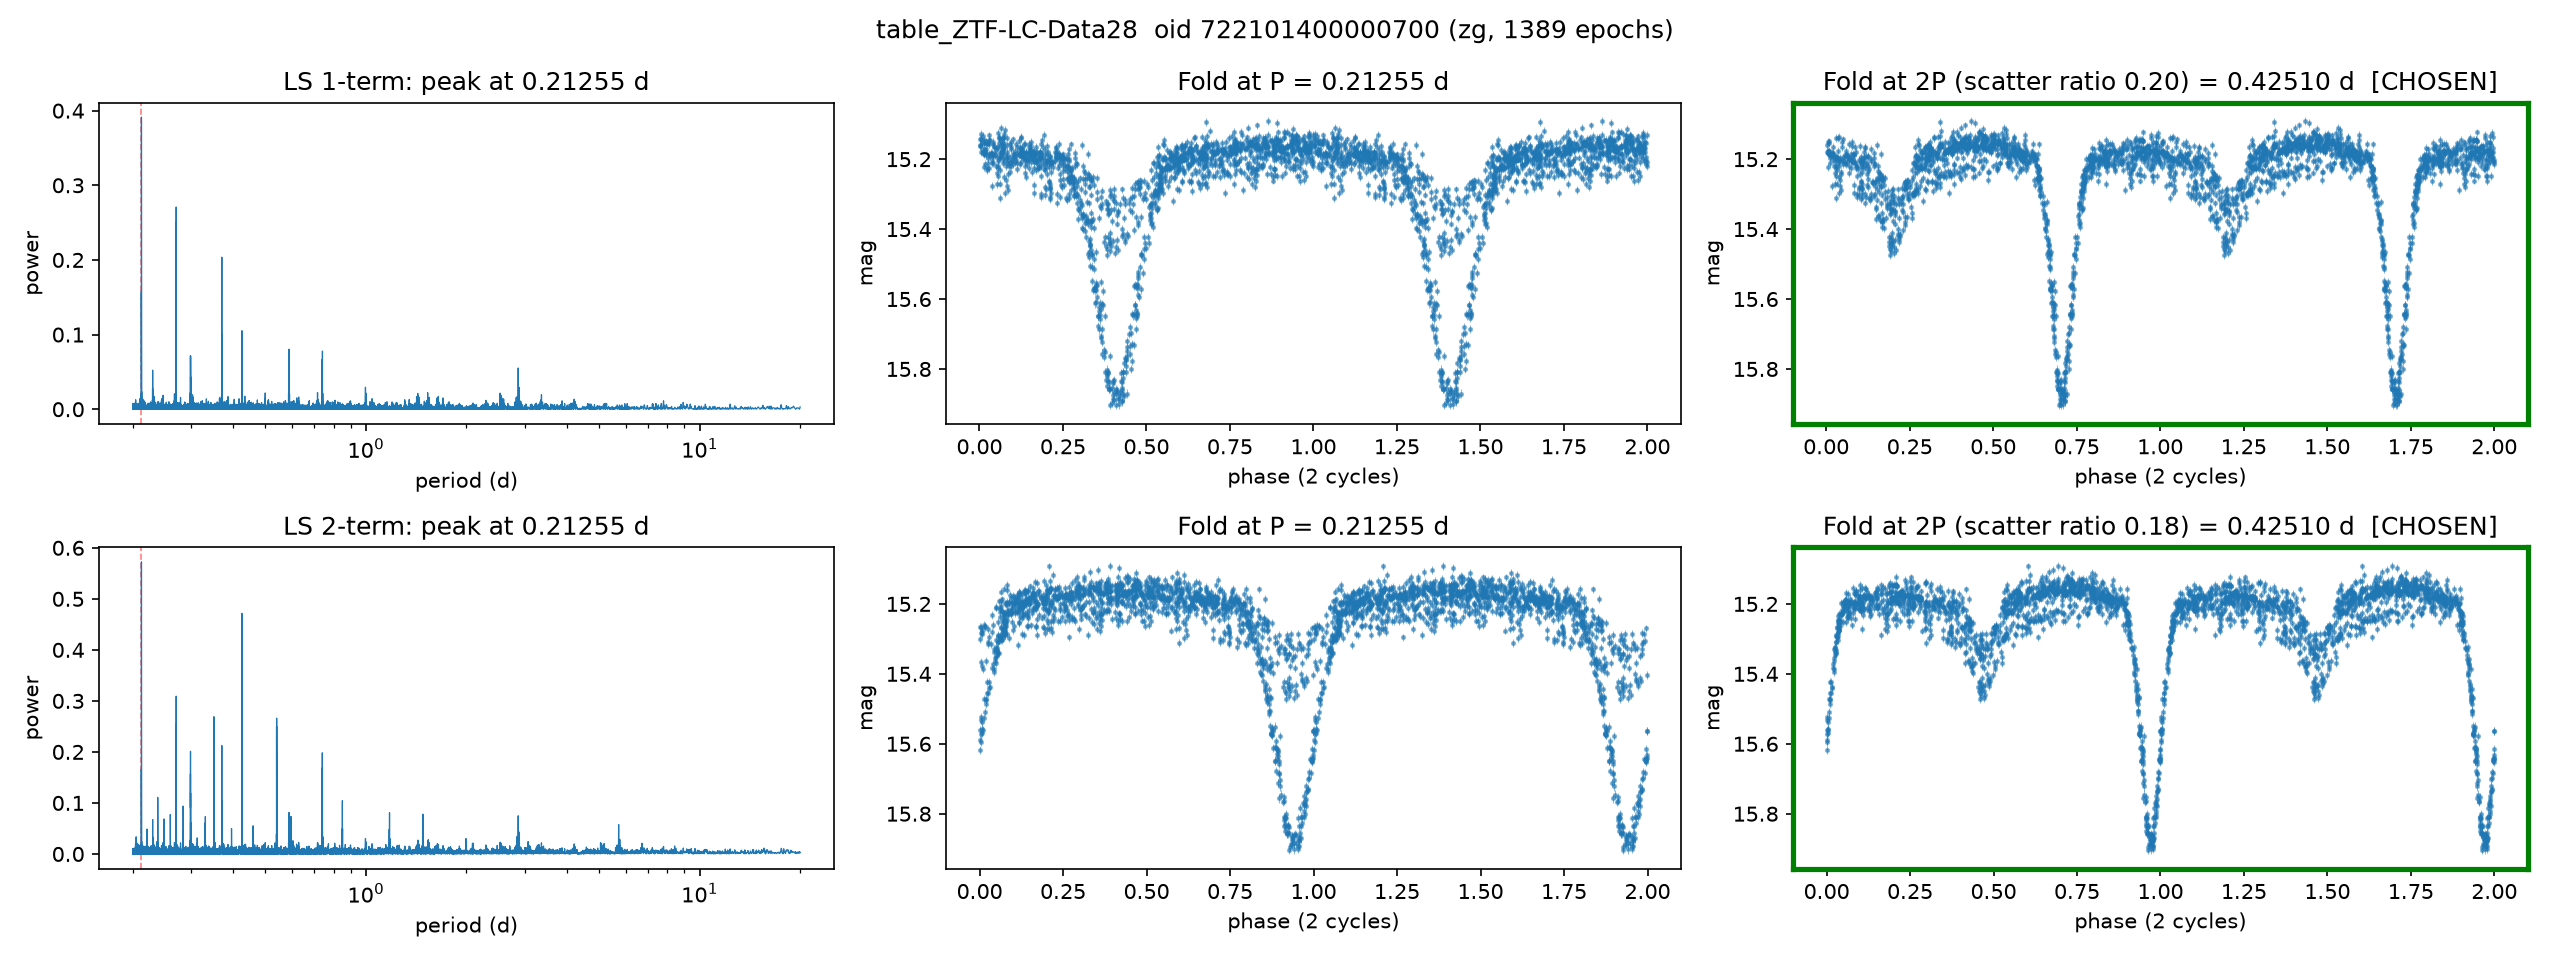 table_ZTF-LC-Data28  oid 722101400000700 (zg, 1389 epochs)
LS 1-term: peak at 0.21255 d
Fold at P = 0.21255 d
Fold at 2P (scatter ratio 0.20) = 0.42510 d  [CHOSEN]
0.4
0.3
0.2
0.1
0.0
power
10⁰
10¹
period (d)
15.2
15.4
15.6
15.8
mag
0.00 0.25 0.50 0.75 1.00 1.25 1.50 1.75 2.00
phase (2 cycles)
15.2
15.4
15.6
15.8
mag
0.00 0.25 0.50 0.75 1.00 1.25 1.50 1.75 2.00
phase (2 cycles)
LS 2-term: peak at 0.21255 d
Fold at P = 0.21255 d
Fold at 2P (scatter ratio 0.18) = 0.42510 d  [CHOSEN]
0.6
0.5
0.4
0.3
0.2
0.1
0.0
power
10⁰
10¹
period (d)
15.2
15.4
15.6
15.8
mag
0.00 0.25 0.50 0.75 1.00 1.25 1.50 1.75 2.00
phase (2 cycles)
15.2
15.4
15.6
15.8
mag
0.00 0.25 0.50 0.75 1.00 1.25 1.50 1.75 2.00
phase (2 cycles)